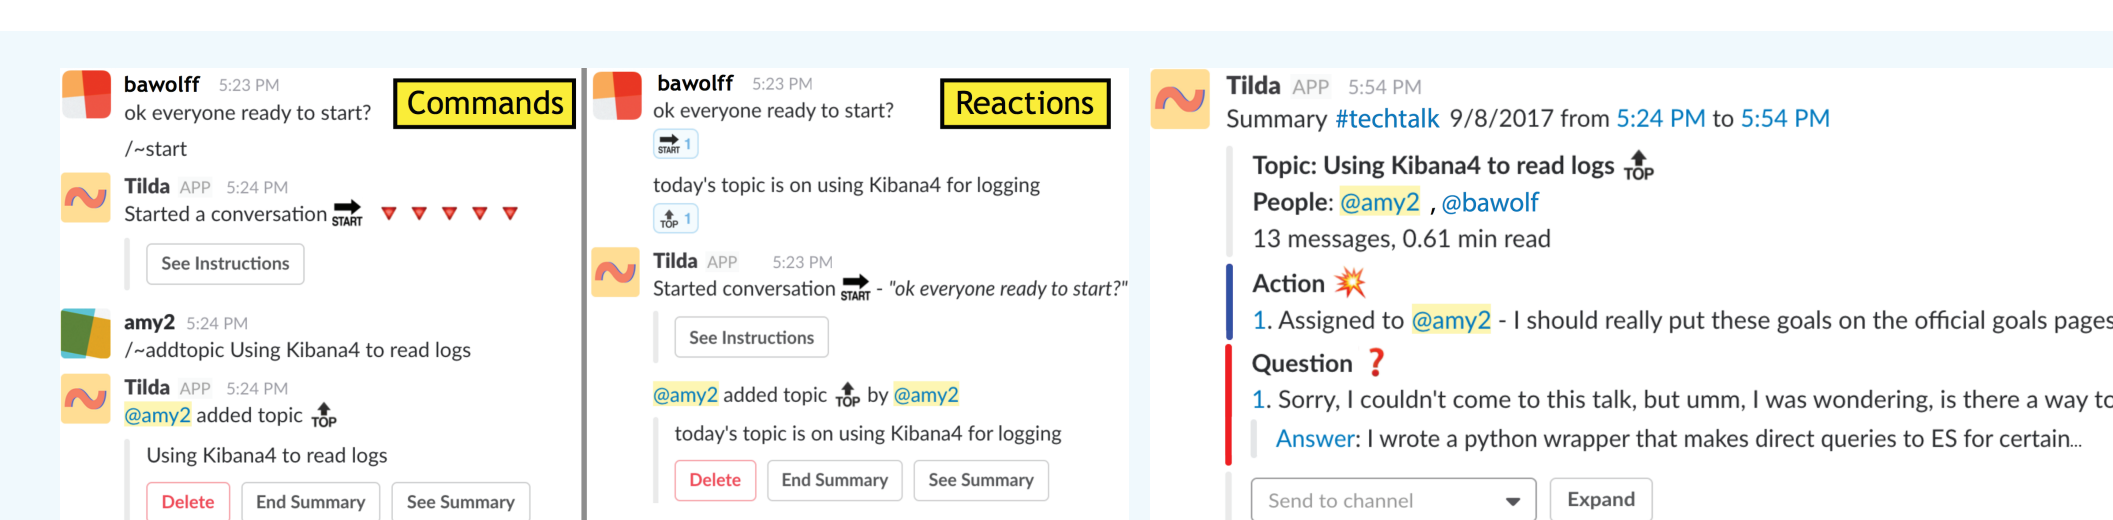 bawolff 5:23 PM
Commands
ok everyone ready to start?
/~start
Tilda APP 5:24 PM
Started a conversation START
See Instructions
amy2 5:24 PM
/~addtopic Using Kibana4 to read logs
Tilda APP 5:24 PM
@amy2 added topic TOP
Using Kibana4 to read logs
Delete End Summary See Summary
bawolff 5:23 PM
Reactions
ok everyone ready to start?
START 1
today's topic is on using Kibana4 for logging
TOP 1
Tilda APP 5:23 PM
Started conversation START - "ok everyone ready to start?"
See Instructions
@amy2 added topic TOP by @amy2
today's topic is on using Kibana4 for logging
Delete End Summary See Summary
Tilda APP 5:54 PM
Summary #techtalk 9/8/2017 from 5:24 PM to 5:54 PM
Topic: Using Kibana4 to read logs TOP
People: @amy2 , @bawolf
13 messages, 0.61 min read
Action
1. Assigned to @amy2 - I should really put these goals on the official goals pages
Question ?
1. Sorry, I couldn't come to this talk, but umm, I was wondering, is there a way to
Answer: I wrote a python wrapper that makes direct queries to ES for certain...
Send to channel Expand